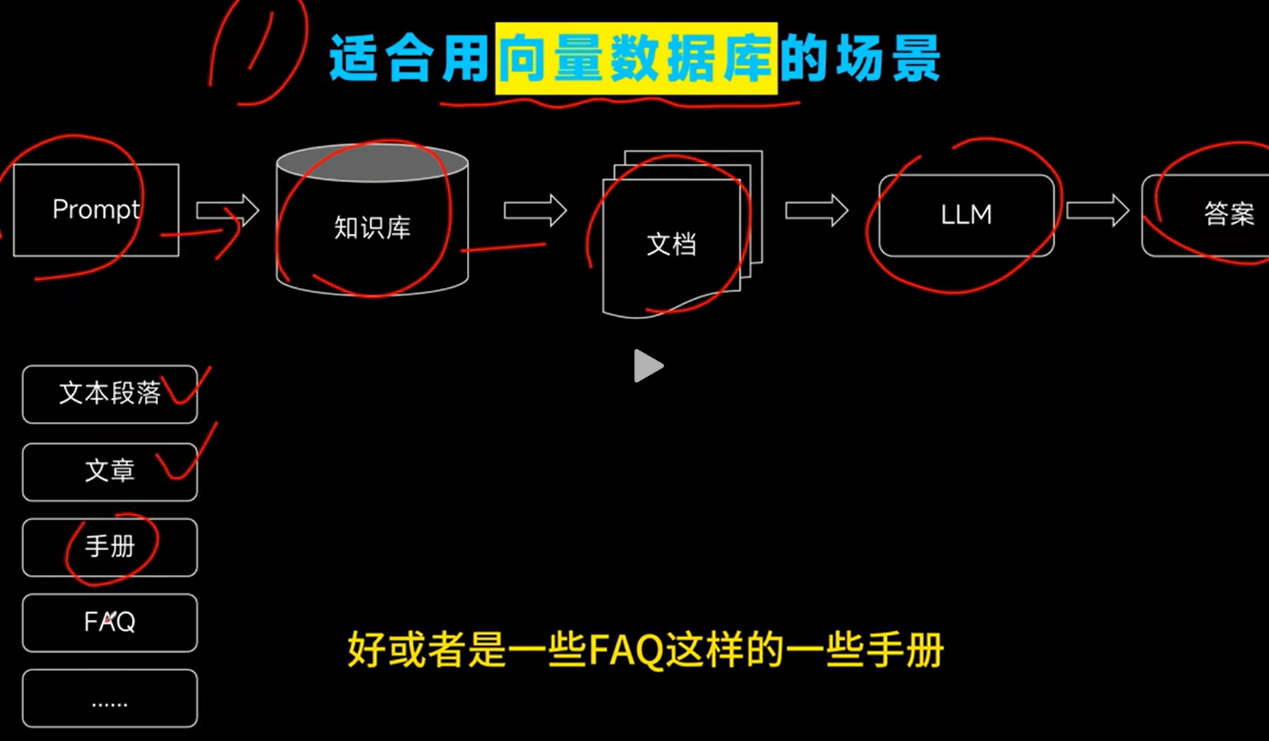 适合用向量数据库的场景
Prompt
知识库
文档
LLM
答案
文本段落
文章
手册
FAQ
......
好或者是一些FAQ这样的一些手册